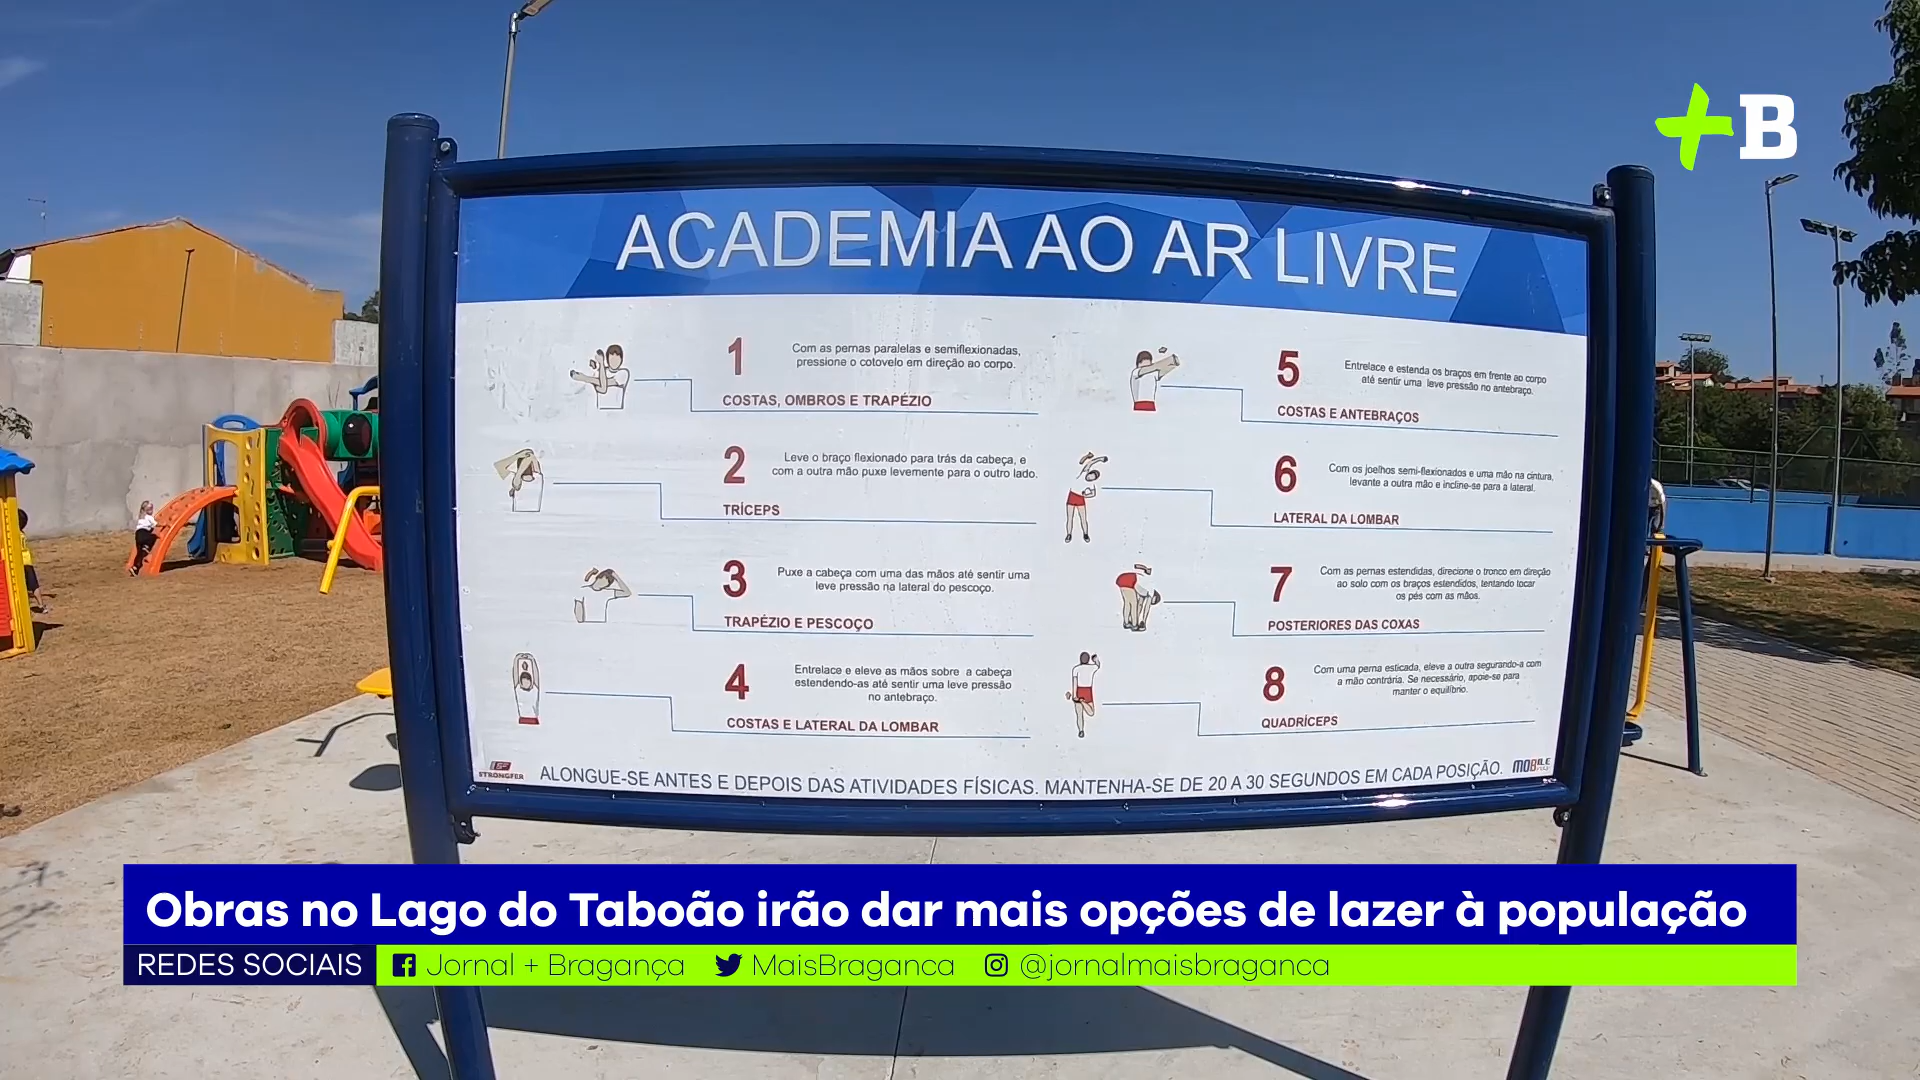 +B
ACADEMIA AO AR LIVRE
1
Com as pernas paralelas e semiflexionadas,
pressione o cotovelo em direção ao corpo.
COSTAS, OMBROS E TRAPÉZIO
2
Leve o braço flexionado para trás da cabeça, e
com a outra mão puxe levemente para o outro lado.
TRÍCEPS
3
Puxe a cabeça com uma das mãos até sentir uma
leve pressão na lateral do pescoço.
TRAPÉZIO E PESCOÇO
4
Entrelace e eleve as mãos sobre a cabeça
estendendo-as até sentir uma leve pressão
no antebraço.
COSTAS E LATERAL DA LOMBAR
5
Entrelace e estenda os braços em frente ao corpo
até sentir uma leve pressão no antebraço.
COSTAS E ANTEBRAÇOS
6
Com os joelhos semi-flexionados e uma mão na cintura,
levante a outra mão e incline-se para a lateral.
LATERAL DA LOMBAR
7
Com as pernas estendidas, direcione o tronco em direção
ao solo com os braços estendidos, tentando tocar
os pés com as mãos.
POSTERIORES DAS COXAS
8
Com uma perna esticada, eleve a outra segurando-a com
a mão contrária. Se necessário, apoie-se para
manter o equilíbrio.
QUADRÍCEPS
STRONGFER
ALONGUE-SE ANTES E DEPOIS DAS ATIVIDADES FÍSICAS. MANTENHA-SE DE 20 A 30 SEGUNDOS EM CADA POSIÇÃO.
MOBILE
Obras no Lago do Taboão irão dar mais opções de lazer à população
REDES SOCIAIS Jornal + Bragança MaisBraganca @jornalmaisbraganca